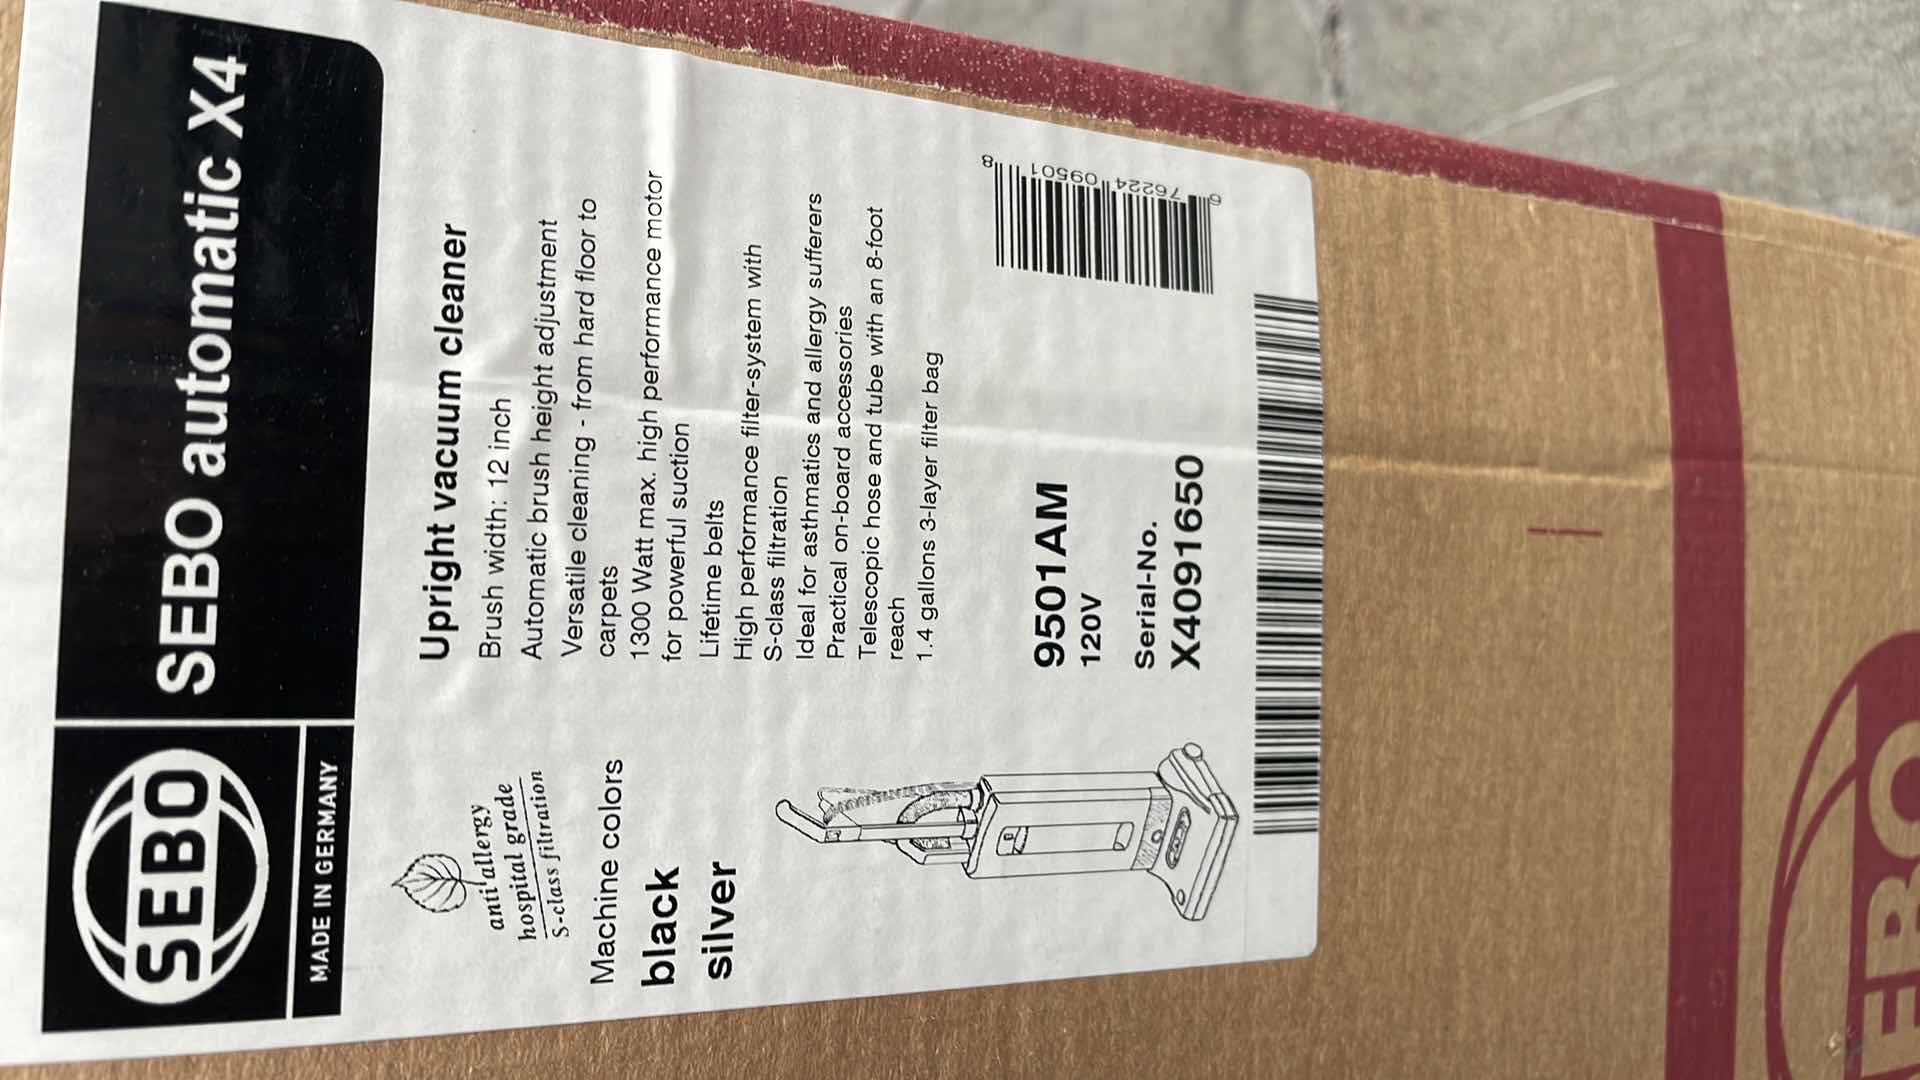 SEBO
MADE IN GERMANY
SEBO automatic X4
anti allergy
hospital grade
S-class filtration
Machine colors
black
silver
Upright vacuum cleaner
Brush width: 12 inch
Automatic brush height adjustment
Versatile cleaning - from hard floor to
carpets
1300 Watt max. high performance motor
for powerful suction
Lifetime belts
High performance filter-system with
S-class filtration
Ideal for asthmatics and allergy sufferers
Practical on-board accessories
Telescopic hose and tube with an 8-foot
reach
1.4 gallons 3-layer filter bag
9501AM
120V
Serial-No.
X4091650
6 76224 09501 8
EBO